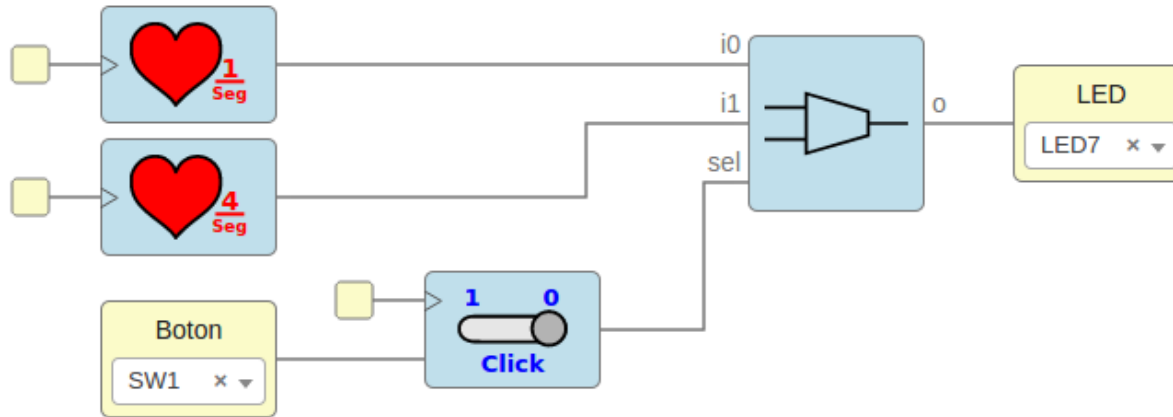 1
Seg
i0
i1
sel
o
LED
LED7 ×
4
Seg
Boton
SW1 ×
1 0
Click